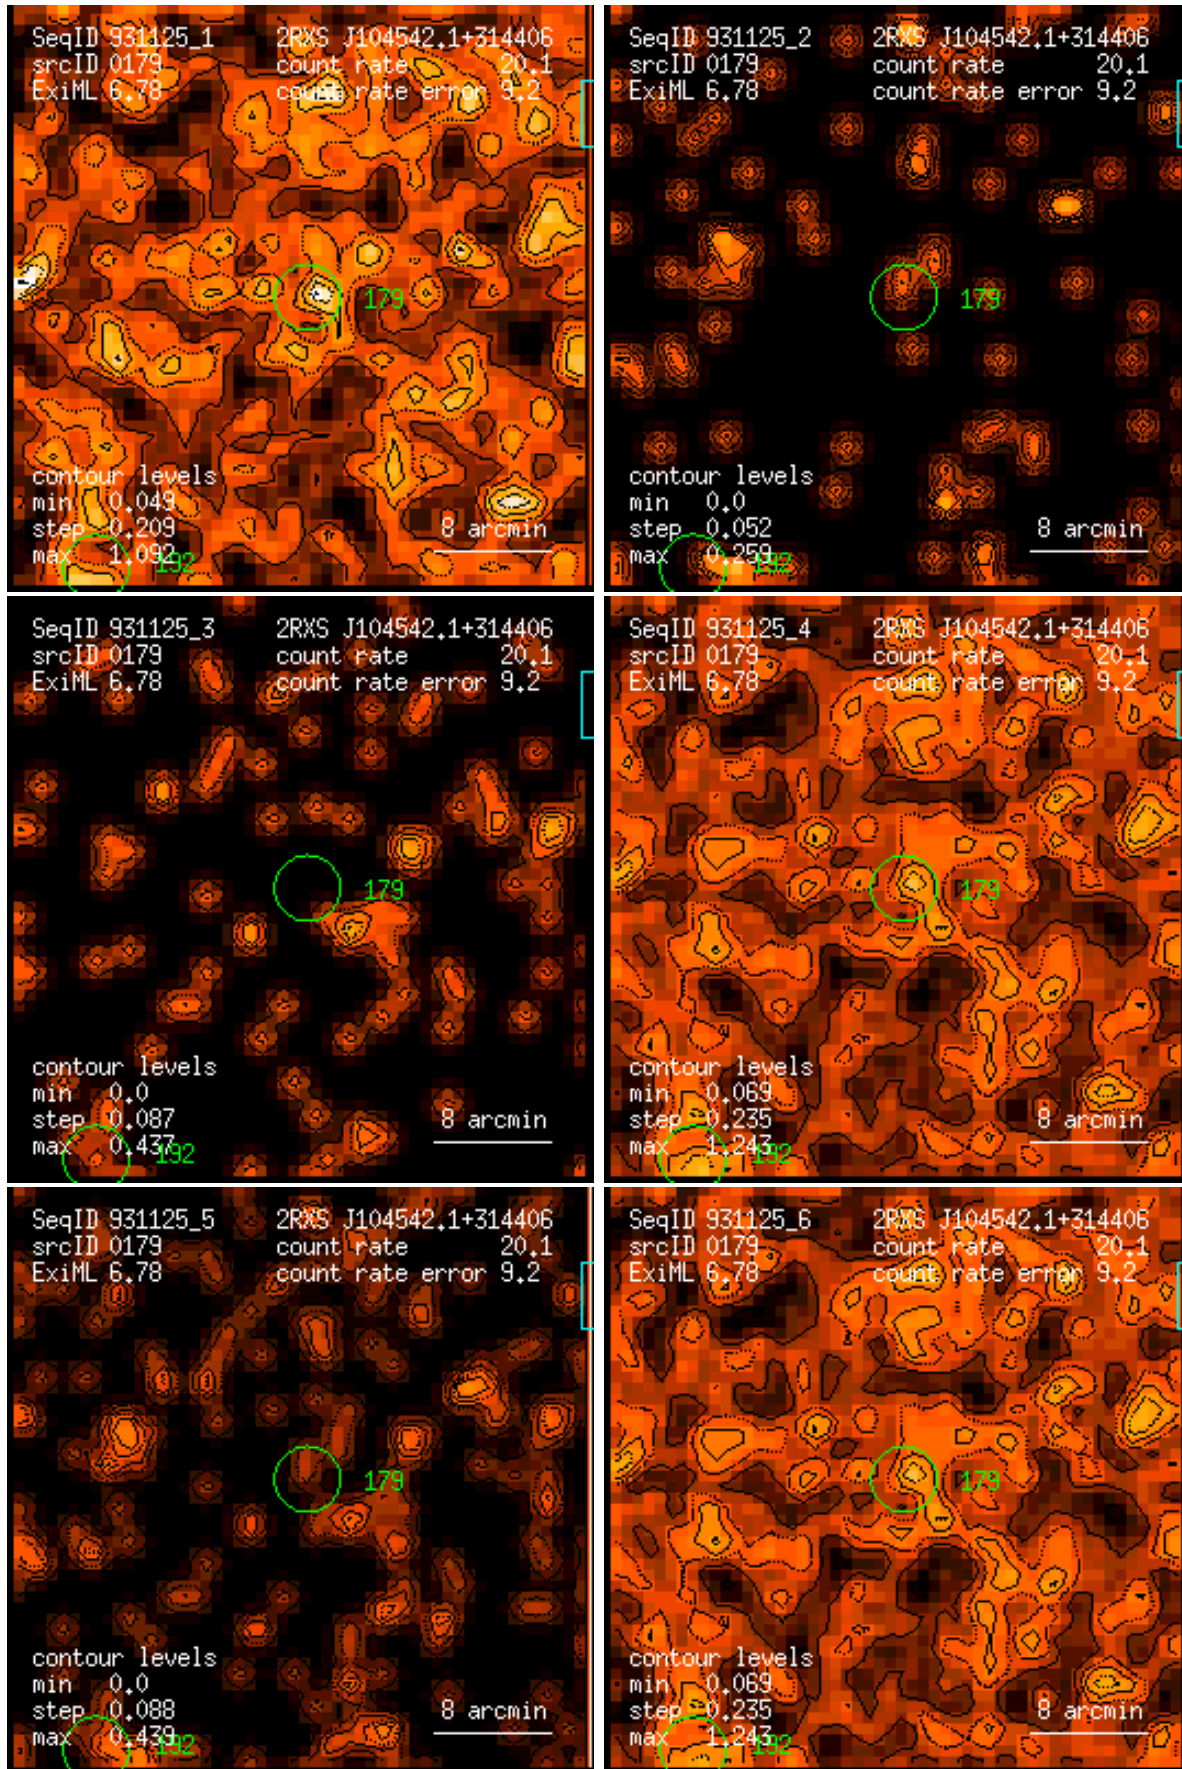 SeqID 931125_1 2RXS J104542.1+314406
srcID 0179 count rate 20.1
ExiML 6.78 count rate error 9.2
179
contour levels
min 0.049
step 0.209 8 arcmin
max 1.092 192
SeqID 931125_2 2RXS J104542.1+314406
srcID 0179 count rate 20.1
ExiML 6.78 count rate error 9.2
179
contour levels
min 0.0
step 0.052 8 arcmin
max 0.259 192
SeqID 931125_3 2RXS J104542.1+314406
srcID 0179 count rate 20.1
ExiML 6.78 count rate error 9.2
179
contour levels
min 0.0
step 0.087 8 arcmin
max 0.437 192
SeqID 931125_4 2RXS J104542.1+314406
srcID 0179 count rate 20.1
ExiML 6.78 count rate error 9.2
179
contour levels
min 0.069
step 0.235 8 arcmin
max 1.243 192
SeqID 931125_5 2RXS J104542.1+314406
srcID 0179 count rate 20.1
ExiML 6.78 count rate error 9.2
179
contour levels
min 0.0
step 0.088 8 arcmin
max 0.439 192
SeqID 931125_6 2RXS J104542.1+314406
srcID 0179 count rate 20.1
ExiML 6.78 count rate error 9.2
179
contour levels
min 0.069
step 0.235 8 arcmin
max 1.243 192